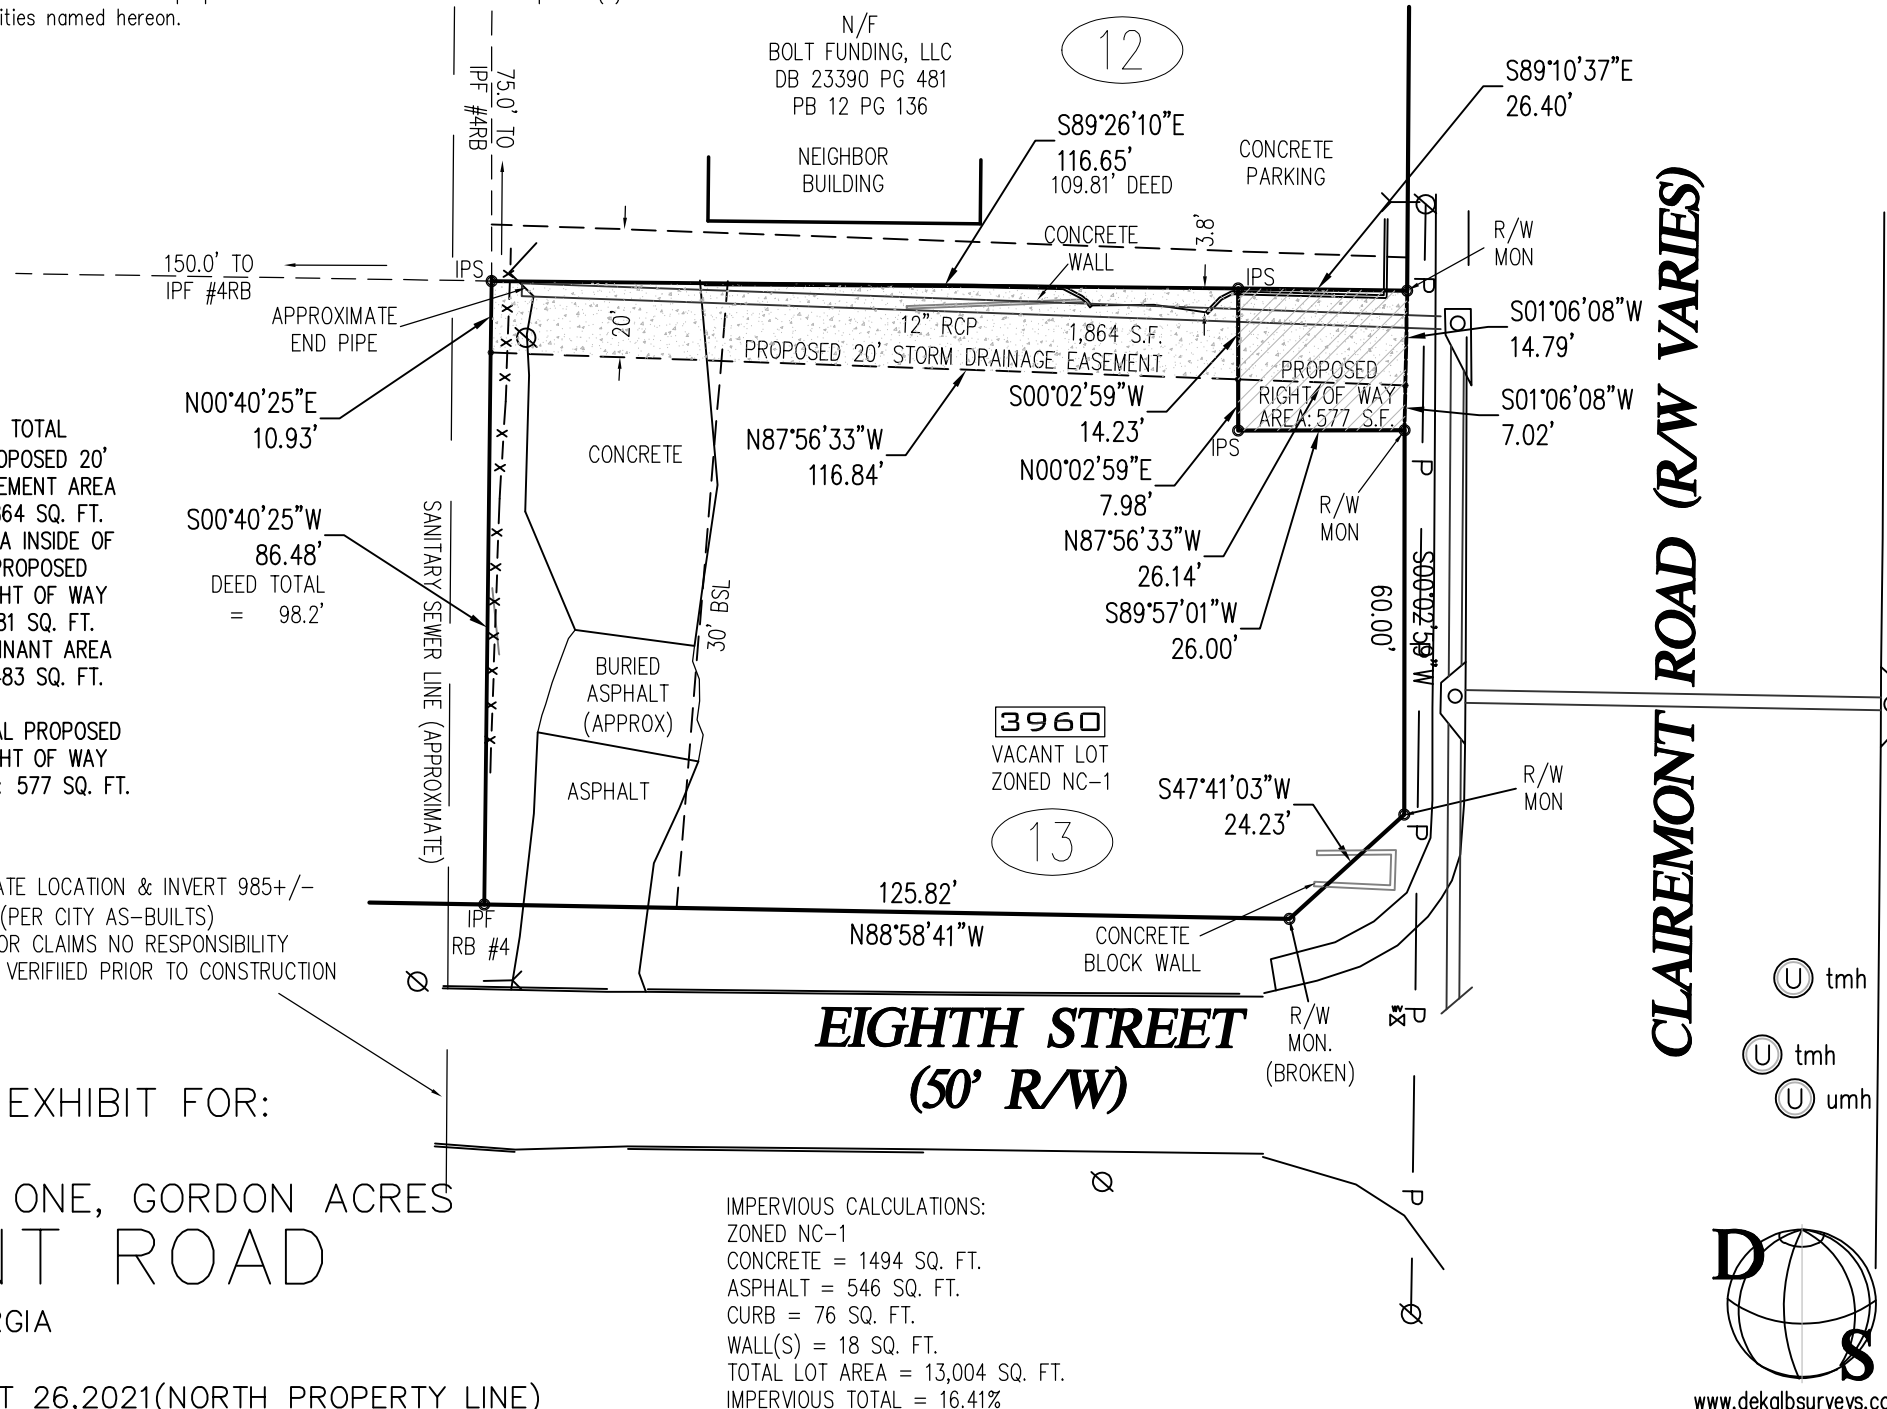 ities named hereon.
N/F
BOLT FUNDING, LLC
DB 23390 PG 481
PB 12 PG 136
12
S89°10'37"E
26.40'
75.0' TO
IPF #4RB
S89°26'10"E
116.65'
109.81' DEED
NEIGHBOR
BUILDING
CONCRETE
PARKING
R/W
MON
CONCRETE
WALL
3.8'
150.0' TO
IPF #4RB
IPS
IPS
APPROXIMATE
END PIPE
20'
12" RCP
1,864 S.F.
PROPOSED 20' STORM DRAINAGE EASEMENT
S01°06'08"W
14.79'
PROPOSED
RIGHT OF WAY
AREA: 577 S.F.
N00°40'25"E
10.93'
S00°02'59"W
14.23'
S01°06'08"W
7.02'
N87°56'33"W
116.84'
IPS
N00°02'59"E
7.98'
R/W
MON
N87°56'33"W
26.14'
S89°57'01"W
26.00'
TOTAL
OPOSED 20'
EMENT AREA
64 SQ. FT.
A INSIDE OF
PROPOSED
HT OF WAY
81 SQ. FT.
NANT AREA
483 SQ. FT.
AL PROPOSED
HT OF WAY
: 577 SQ. FT.
S00°40'25"W
86.48'
DEED TOTAL
= 98.2'
CONCRETE
SANITARY SEWER LINE (APPROXIMATE)
30' BSL
BURIED
ASPHALT
(APPROX)
ASPHALT
S00°02'59"W
60.00'
CLAIREMONT ROAD (R/W VARIES)
3960
VACANT LOT
ZONED NC-1
13
S47°41'03"W
24.23'
R/W
MON
P
P
P
P
P
P
P
ATE LOCATION & INVERT 985+/-
(PER CITY AS-BUILTS)
OR CLAIMS NO RESPONSIBILITY
VERIFIIED PRIOR TO CONSTRUCTION
IPF
RB #4
125.82'
N88°58'41"W
CONCRETE
BLOCK WALL
R/W
MON.
(BROKEN)
WV
EIGHTH STREET
(50' R/W)
U tmh
U tmh
U umh
EXHIBIT FOR:
ONE, GORDON ACRES
NT ROAD
RGIA
T 26,2021(NORTH PROPERTY LINE)
IMPERVIOUS CALCULATIONS:
ZONED NC-1
CONCRETE = 1494 SQ. FT.
ASPHALT = 546 SQ. FT.
CURB = 76 SQ. FT.
WALL(S) = 18 SQ. FT.
TOTAL LOT AREA = 13,004 SQ. FT.
IMPERVIOUS TOTAL = 16.41%
D
S
www.dekalbsurveys.co